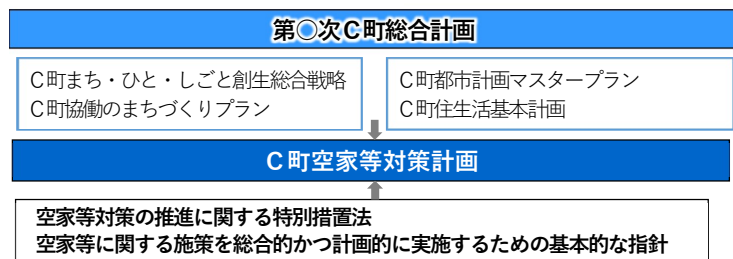 第○次C町総合計画
C町まち・ひと・しごと創生総合戦略
C町協働のまちづくりプラン
C町都市計画マスタープラン
C町住生活基本計画
C町空家等対策計画
空家等対策の推進に関する特別措置法
空家等に関する施策を総合的かつ計画的に実施するための基本的な指針